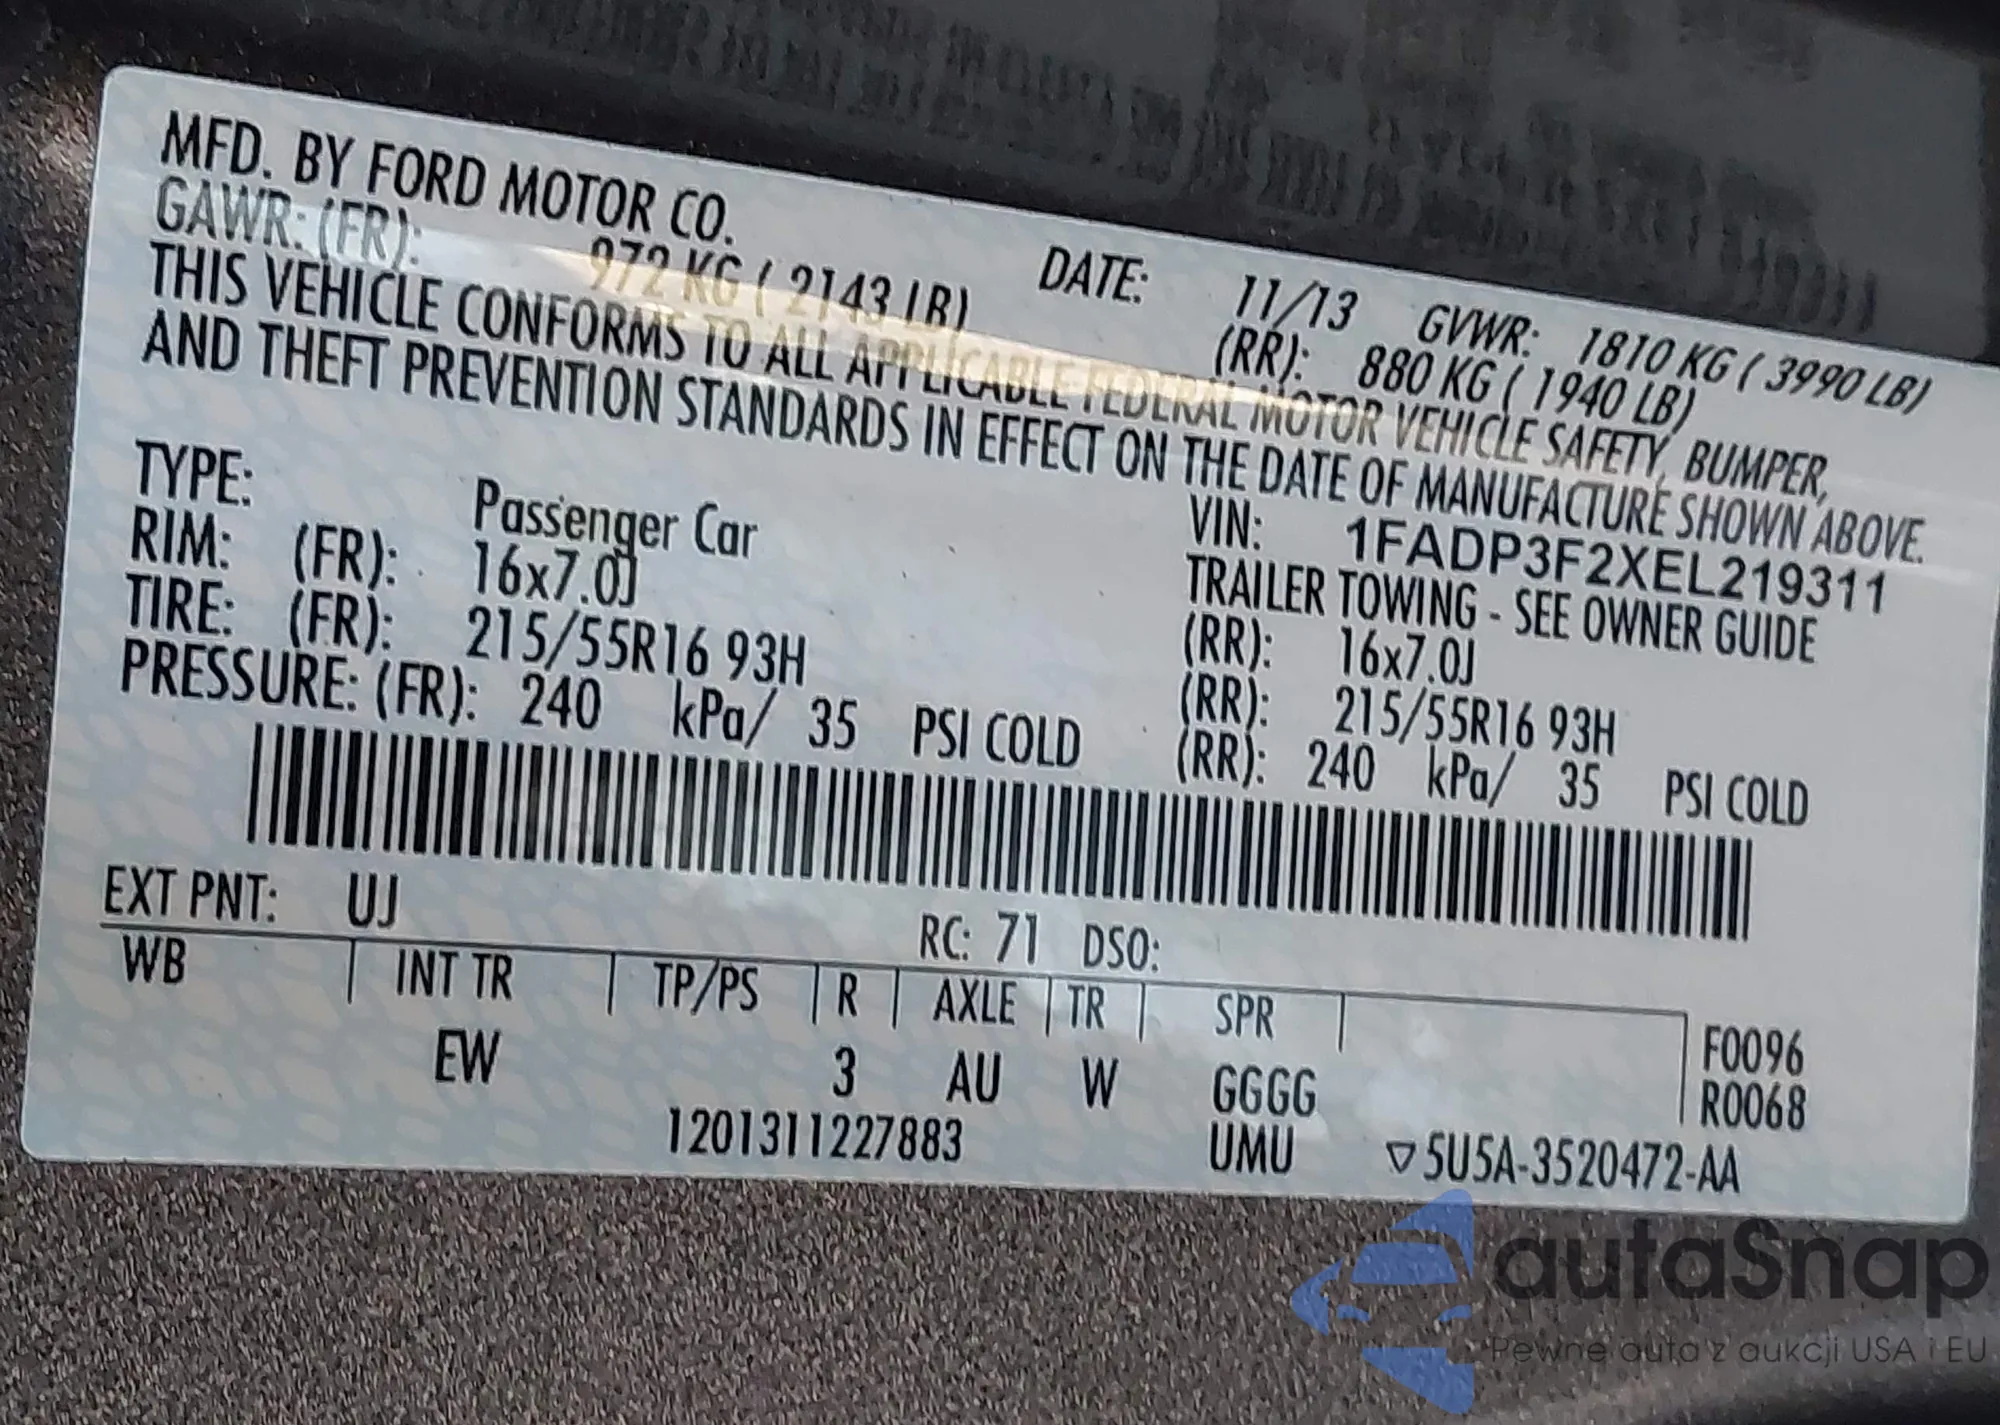 MFD. BY FORD MOTOR CO.
DATE: 11/13 GVWR: 1810 KG ( 3990 LB)
GAWR: (FR): 972 KG ( 2143 LB) (RR): 880 KG ( 1940 LB)
THIS VEHICLE CONFORMS TO ALL APPLICABLE FEDERAL MOTOR VEHICLE SAFETY, BUMPER,
AND THEFT PREVENTION STANDARDS IN EFFECT ON THE DATE OF MANUFACTURE SHOWN ABOVE.
VIN: 1FADP3F2XEL219311
TYPE: Passenger Car TRAILER TOWING - SEE OWNER GUIDE
RIM: (FR): 16x7.0J (RR): 16x7.0J
TIRE: (FR): 215/55R16 93H (RR): 215/55R16 93H
PRESSURE: (FR): 240 kPa/ 35 PSI COLD (RR): 240 kPa/ 35 PSI COLD
EXT PNT: UJ RC: 71 DSO:
WB INT TR TP/PS R AXLE TR SPR F0096
EW 3 AU W GGGG R0068
1201311227883 UMU ▽5U5A-3520472-AA
autaSnap
Pewne auta z aukcji USA i EU